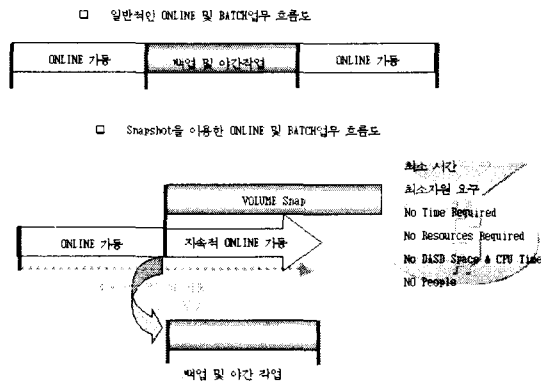 □ 일반적인 ONLINE 및 BATCH업무 흐름도
ONLINE 가동
백업 및 야간작업
ONLINE 가동
□ Snapshot을 이용한 ONLINE 및 BATCH업무 흐름도
VOLUME Snap
ONLINE 가동
지속적 ONLINE 가동
최소 시간
최소자원 요구
No Time Required
No Resources Required
No DASD Space & CPU Time
NO People
백업 및 야간 작업